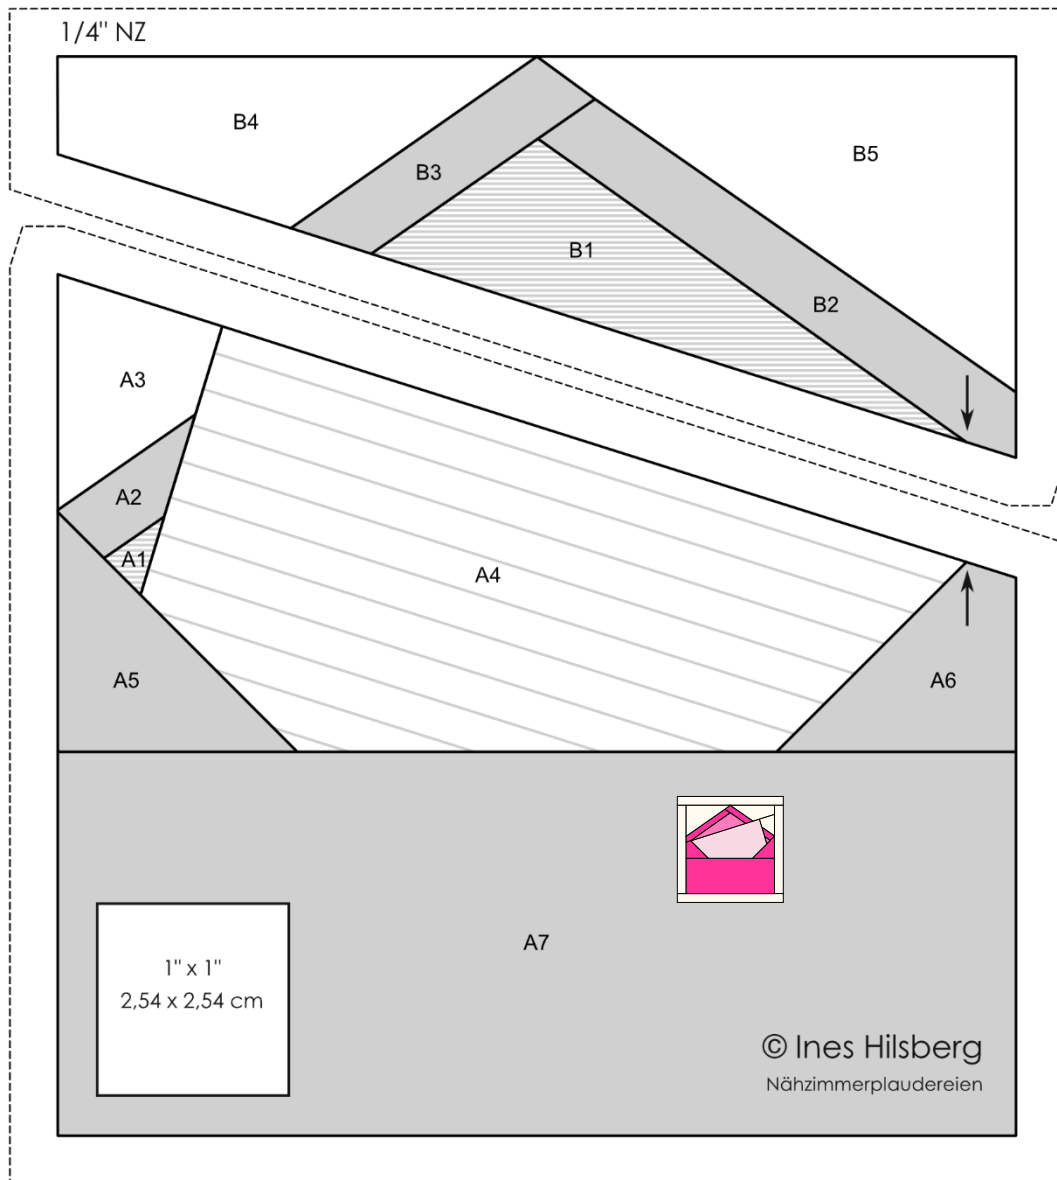 1/4" NZ
B4
B5
B3
B1
B2
A3
A2
A1
A4
A5
A6
A7
1" x 1"
2,54 x 2,54 cm
© Ines Hilsberg
Nähzimmerplaudereien